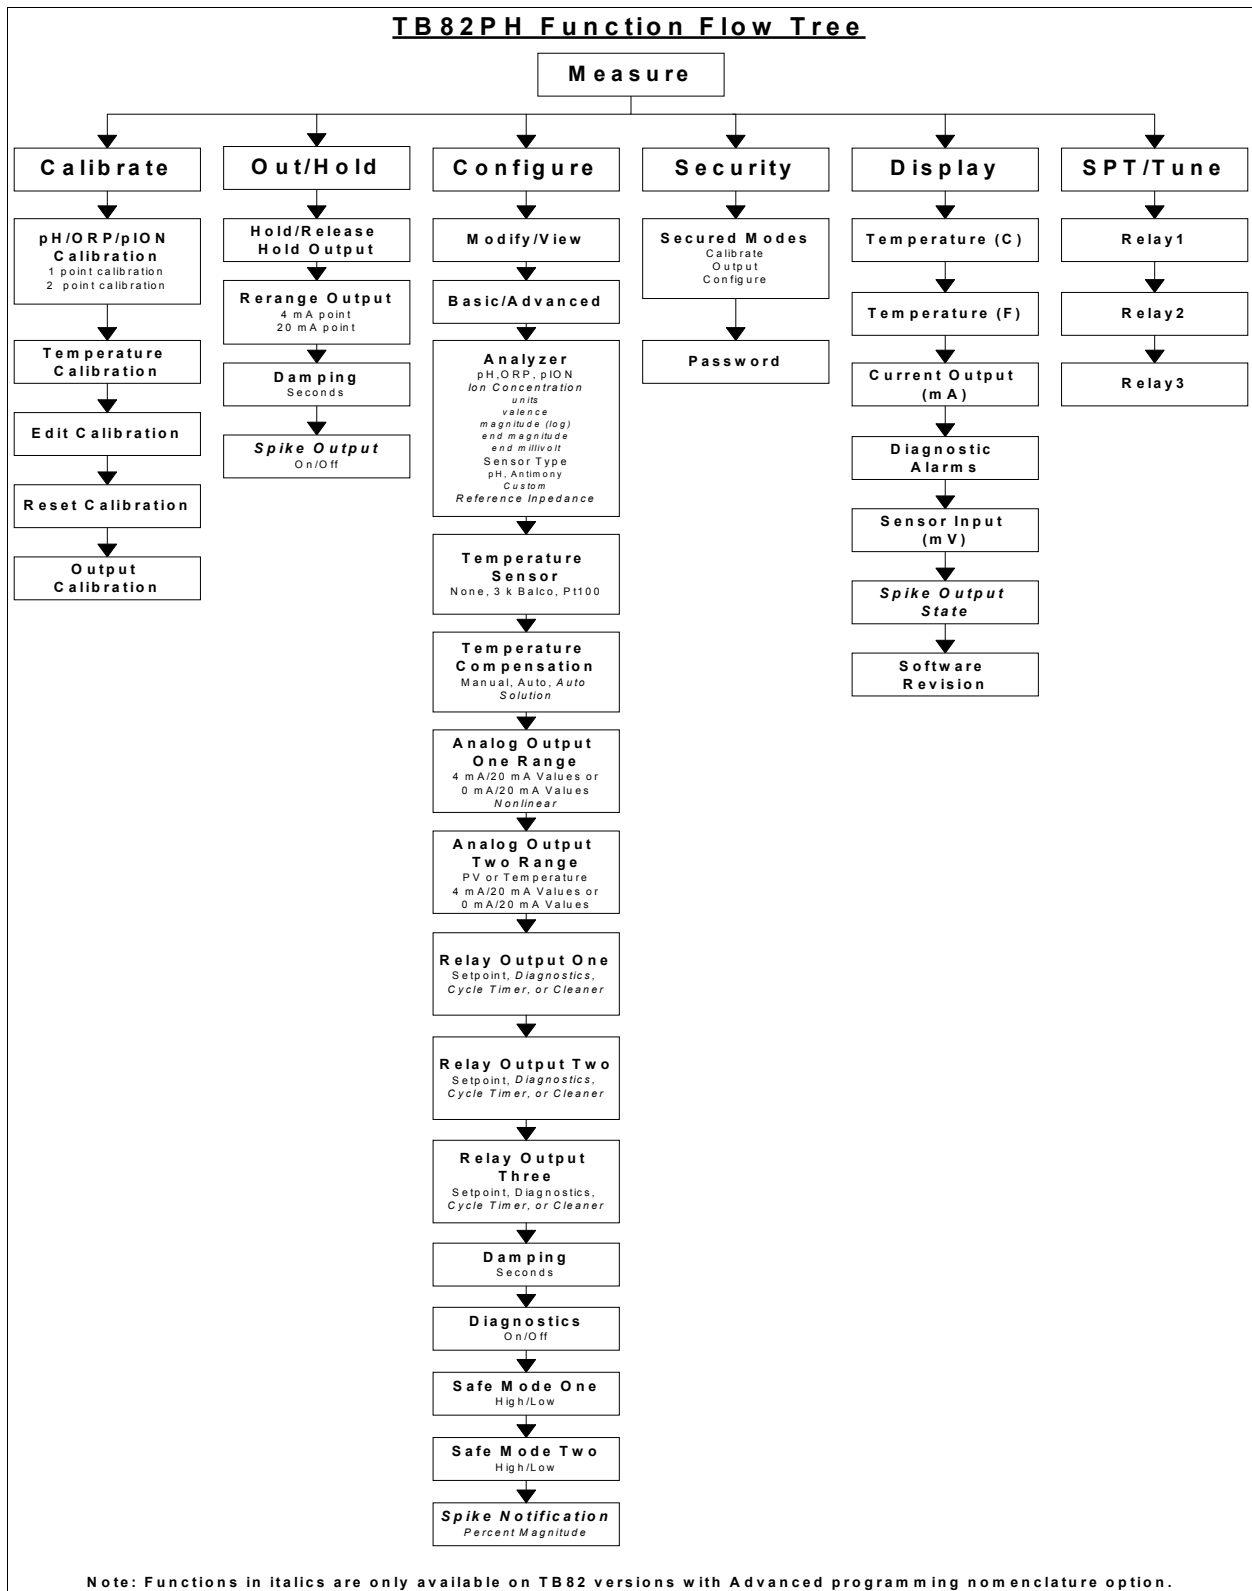 TB82PH Function Flow Tree
Measure
Calibrate
pH/ORP/pION
Calibration
1 point calibration
2 point calibration
Temperature
Calibration
Edit Calibration
Reset Calibration
Output
Calibration
Out/Hold
Hold/Release
Hold Output
Rerange Output
4 mA point
20 mA point
Damping
Seconds
Spike Output
On/Off
Configure
Modify/View
Basic/Advanced
Analyzer
pH,ORP, pION
Ion Concentration
units
valence
magnitude (log)
end magnitude
end millivolt
Sensor Type
pH, Antimony
Custom
Reference Impedance
Temperature
Sensor
None, 3 k Balco, Pt100
Temperature
Compensation
Manual, Auto, Auto
Solution
Analog Output
One Range
4 mA/20 mA Values or
0 mA/20 mA Values
Nonlinear
Analog Output
Two Range
PV or Temperature
4 mA/20 mA Values or
0 mA/20 mA Values
Relay Output One
Setpoint, Diagnostics,
Cycle Timer, or Cleaner
Relay Output Two
Setpoint, Diagnostics,
Cycle Timer, or Cleaner
Relay Output
Three
Setpoint, Diagnostics,
Cycle Timer, or Cleaner
Damping
Seconds
Diagnostics
On/Off
Safe Mode One
High/Low
Safe Mode Two
High/Low
Spike Notification
Percent Magnitude
Security
Secured Modes
Calibrate
Output
Configure
Password
Display
Temperature (C)
Temperature (F)
Current Output
(mA)
Diagnostic
Alarms
Sensor Input
(mV)
Spike Output
State
Software
Revision
SPT/Tune
Relay1
Relay2
Relay3
Note: Functions in italics are only available on TB82 versions with Advanced programming nomenclature option.